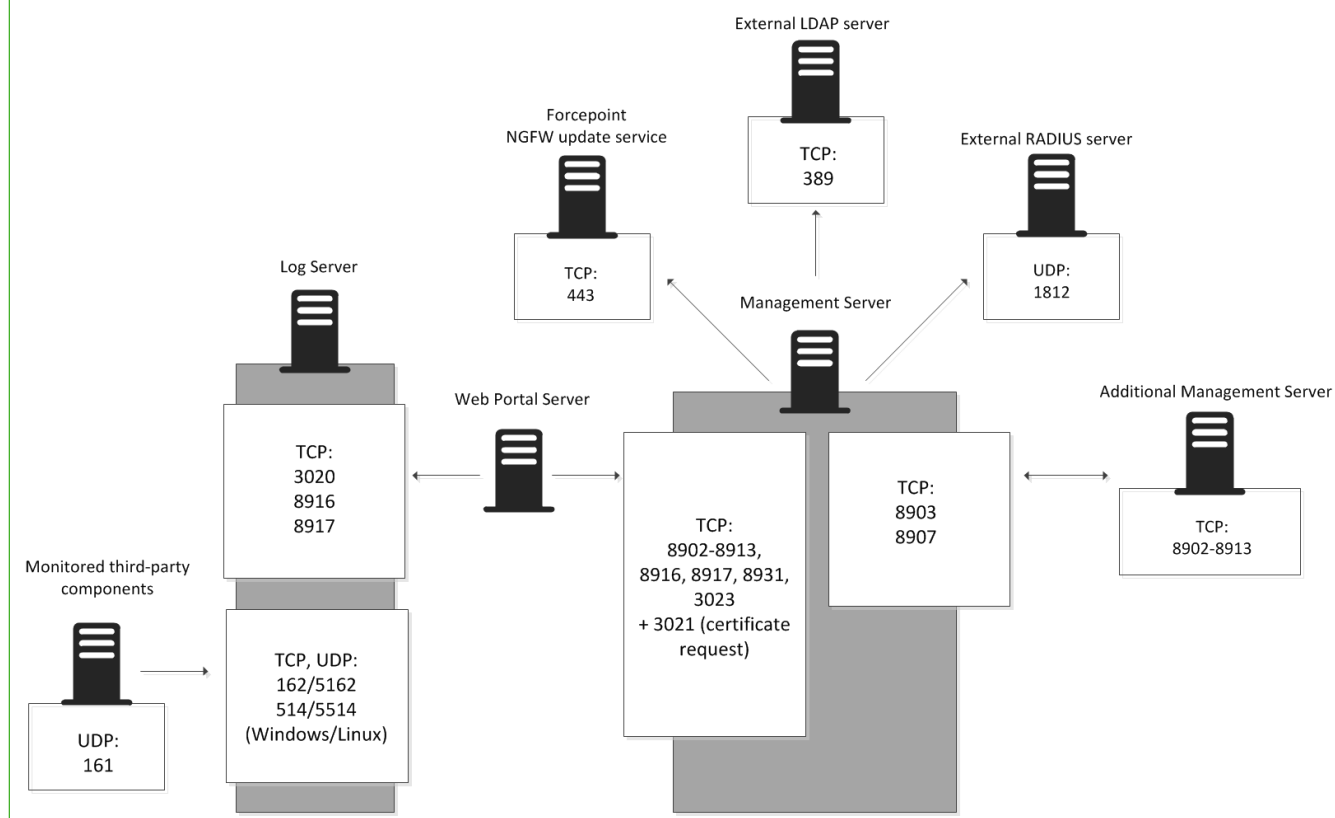 External LDAP server
TCP:
389
Forcepoint
NGFW update service
TCP:
443
External RADIUS server
UDP:
1812
Log Server
TCP:
3020
8916
8917
TCP, UDP:
162/5162
514/5514
(Windows/Linux)
Monitored third-party
components
UDP:
161
Web Portal Server
Management Server
TCP:
8902-8913,
8916, 8917, 8931,
3023
+ 3021 (certificate
request)
TCP:
8903
8907
Additional Management Server
TCP:
8902-8913